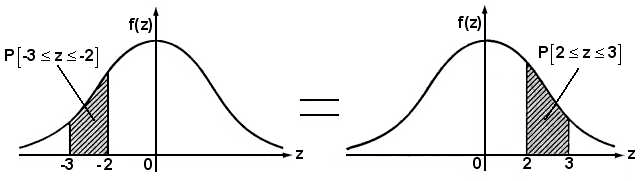 f(z)
P[-3 ≤ z ≤ -2]
-3 -2 0 z
=
f(z)
P[2 ≤ z ≤ 3]
0 2 3 z